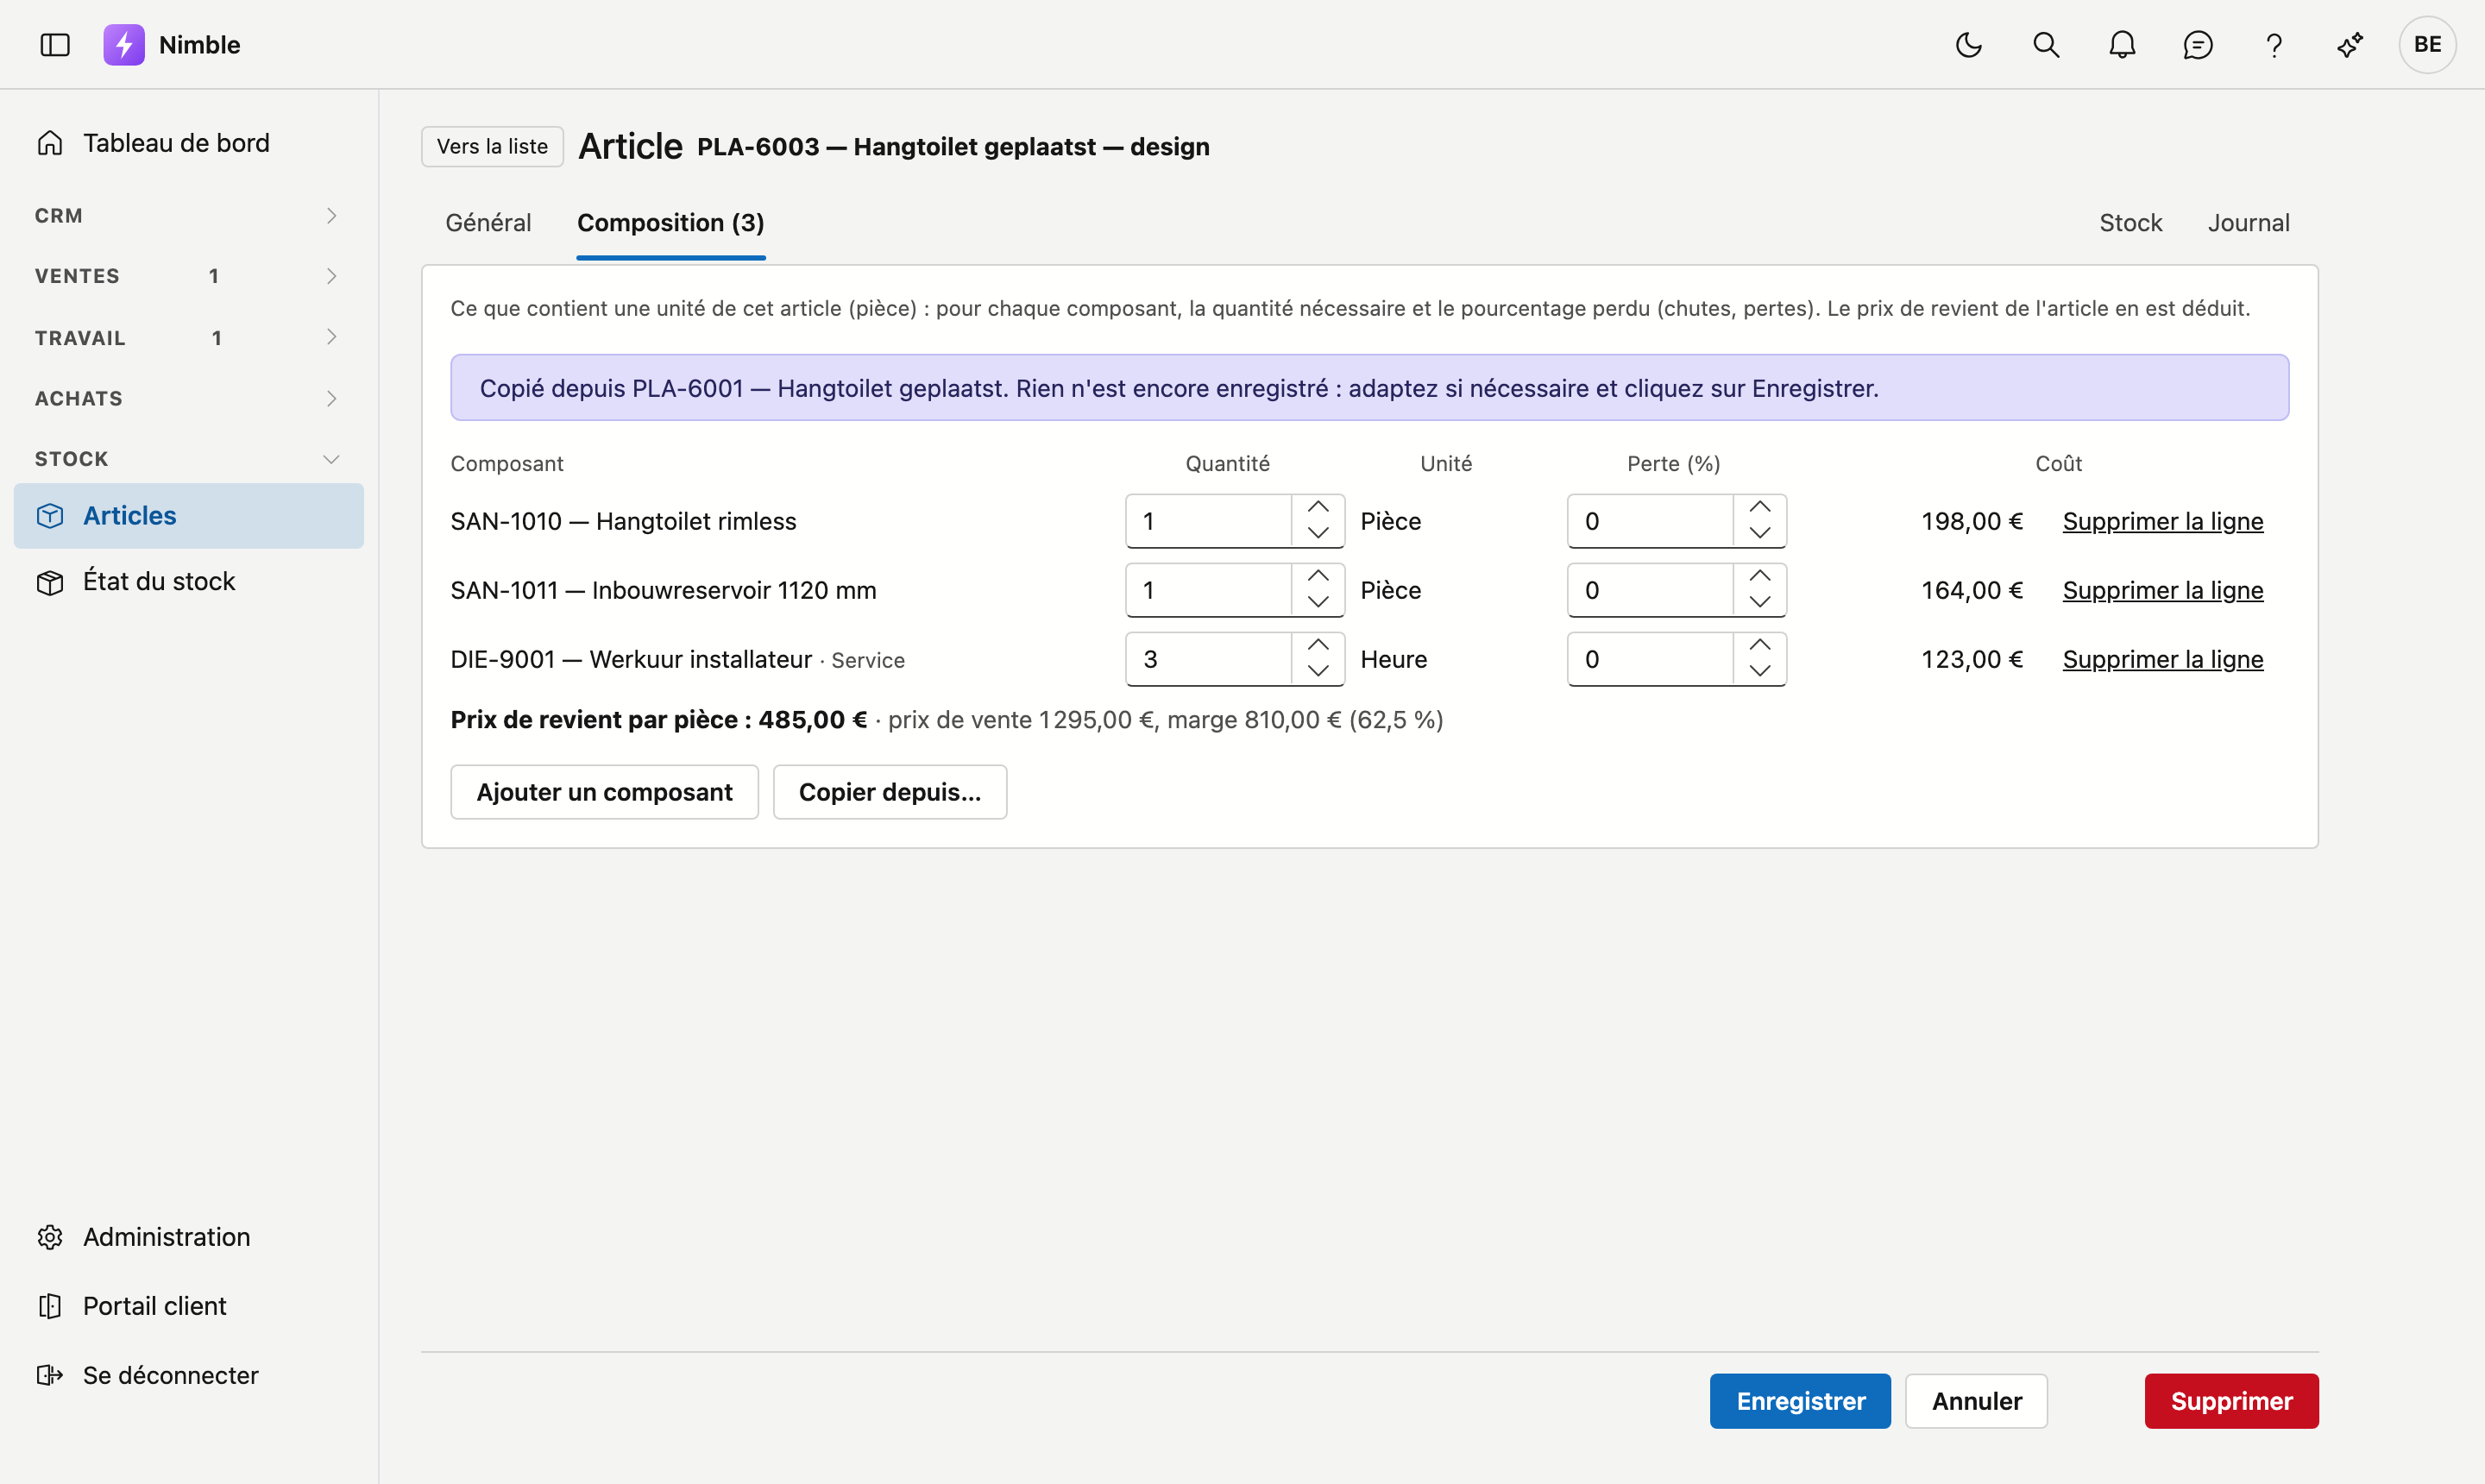 Nimble
BE
Tableau de bord
CRM
VENTES 1
TRAVAIL 1
ACHATS
STOCK
Articles
État du stock
Administration
Portail client
Se déconnecter
Vers la liste Article PLA-6003 — Hangtoilet geplaatst — design
Général Composition (3) Stock Journal
Ce que contient une unité de cet article (pièce) : pour chaque composant, la quantité nécessaire et le pourcentage perdu (chutes, pertes). Le prix de revient de l'article en est déduit.
Copié depuis PLA-6001 — Hangtoilet geplaatst. Rien n'est encore enregistré : adaptez si nécessaire et cliquez sur Enregistrer.
Composant Quantité Unité Perte (%) Coût
SAN-1010 — Hangtoilet rimless 1 Pièce 0 198,00 € Supprimer la ligne
SAN-1011 — Inbouwreservoir 1120 mm 1 Pièce 0 164,00 € Supprimer la ligne
DIE-9001 — Werkuur installateur · Service 3 Heure 0 123,00 € Supprimer la ligne
Prix de revient par pièce : 485,00 € · prix de vente 1 295,00 €, marge 810,00 € (62,5 %)
Ajouter un composant Copier depuis...
Enregistrer Annuler Supprimer